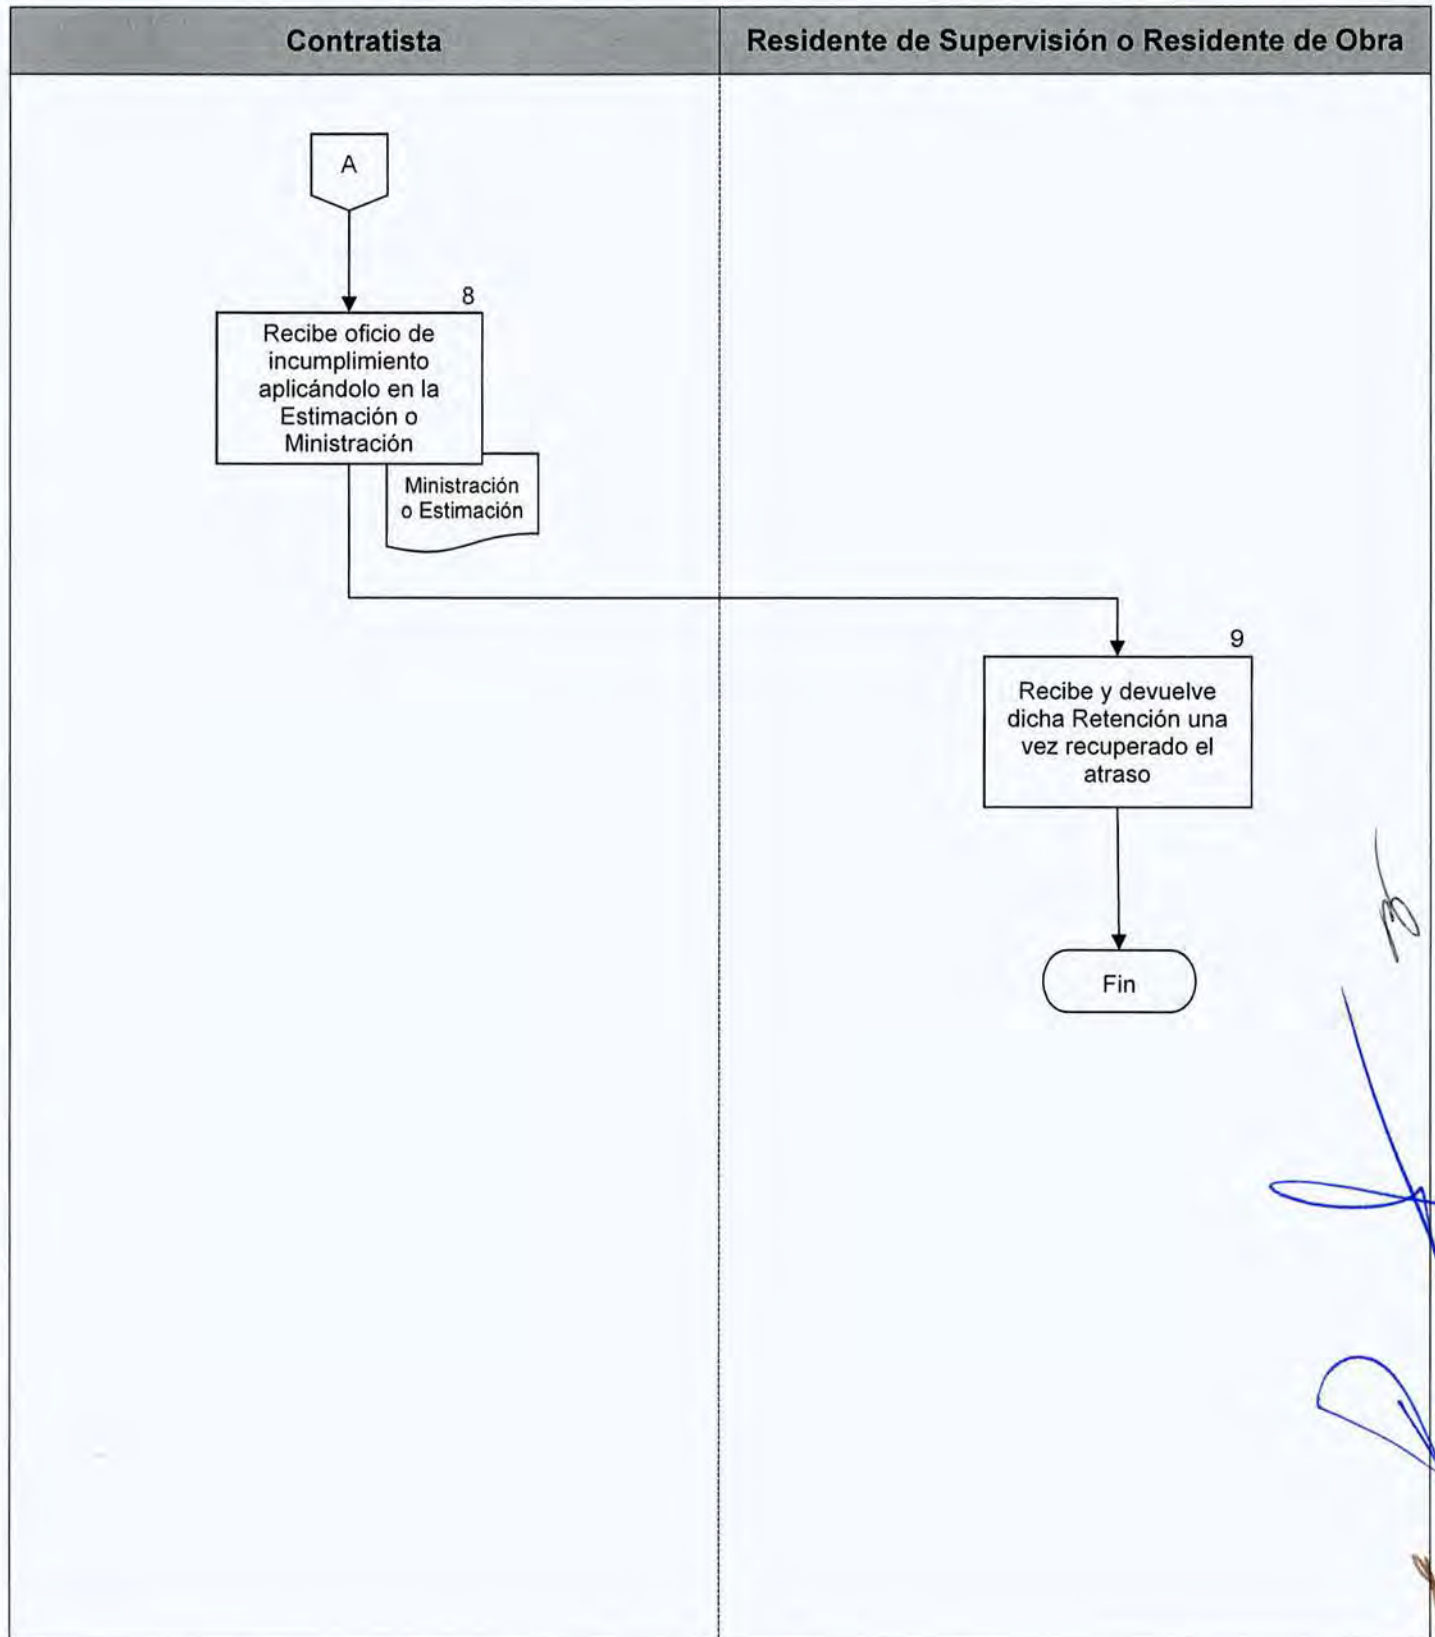 Contratista
Residente de Supervisión o Residente de Obra
A
8
Recibe oficio de
incumplimiento
aplicándolo en la
Estimación o
Ministración
Ministración
o Estimación
9
Recibe y devuelve
dicha Retención una
vez recuperado el
atraso
Fin